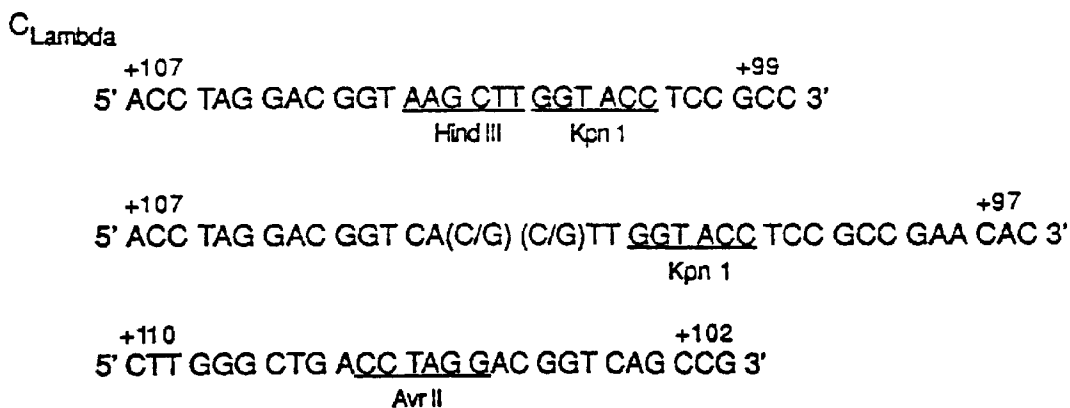 CLambda
+107 +99
5' ACC TAG GAC GGT AAG CTT GGT ACC TCC GCC 3'
Hind III Kpn 1
+107 +97
5' ACC TAG GAC GGT CA(C/G) (C/G)TT GGT ACC TCC GCC GAA CAC 3'
Kpn 1
+110 +102
5' CTT GGG CTG ACC TAG GAC GGT CAG CCG 3'
Avr II